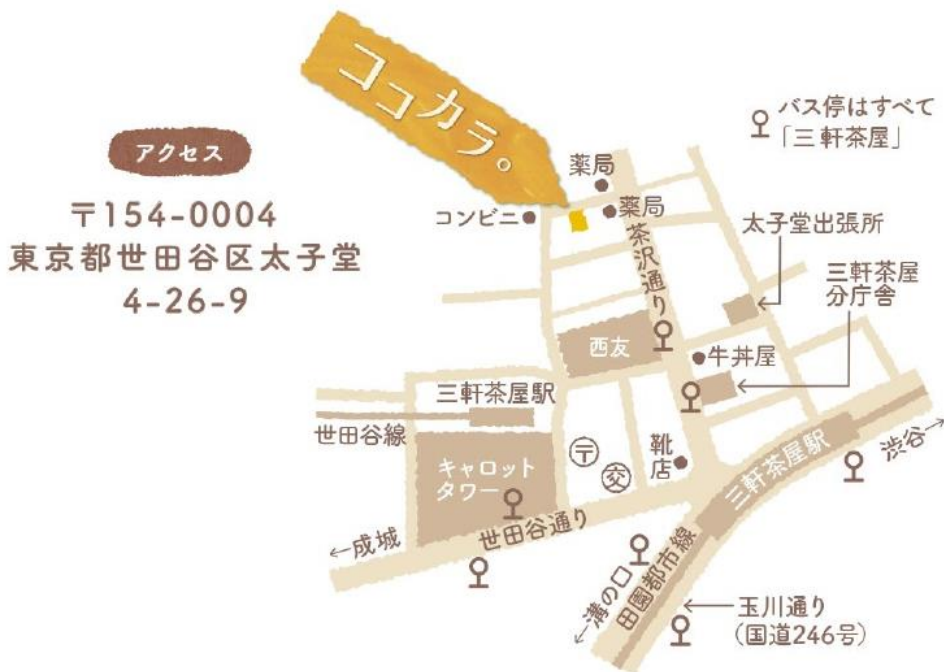 ココカラ。
バス停はすべて
「三軒茶屋」
アクセス
〒154-0004
東京都世田谷区太子堂
4-26-9
薬局
コンビニ
薬局
茶沢通り
太子堂出張所
三軒茶屋
分庁舎
西友
牛丼屋
三軒茶屋駅
世田谷線
キャロット
タワー
〒
交
靴店
三軒茶屋駅
渋谷→
世田谷通り
←成城
←溝の口
田園都市線
玉川通り
(国道246号)